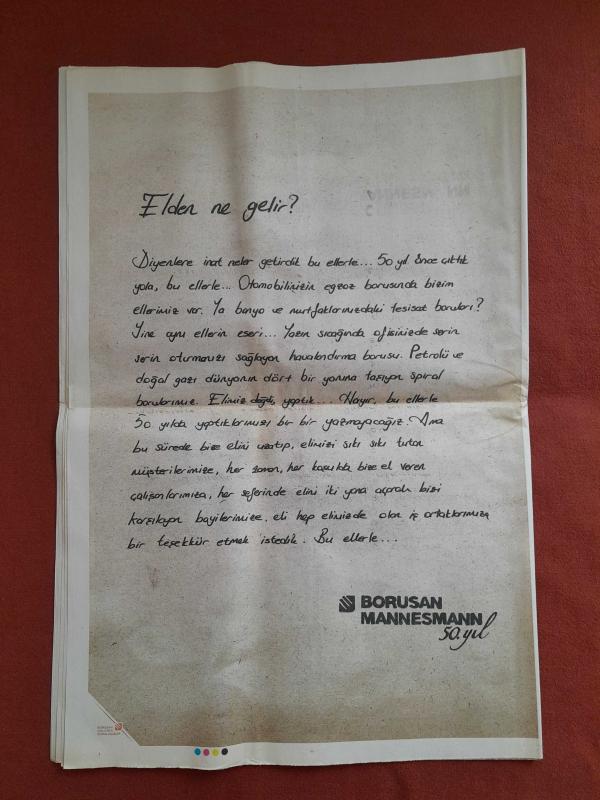 Elden ne gelir?
Diyenlere inat neler getirdik bu ellerle... 50 yıl önce çıktık
yola, bu ellerle... Otomobilinizin egzoz borusunda bizim
ellerimiz var. Ya banyo ve mutfaklarınızdaki tesisat boruları?
Yine aynı ellerin eseri... Yazın sıcağında ofisinizde serin
serin oturmanızı sağlayan havalandırma borusu. Petrolü ve
doğal gazı dünyanın dört bir yanına taşıyan spiral
borularımız. Elimiz değdi, yaptık... Hayır, bu ellerle
50 yılda yaptıklarımızı bir bir yazmayacağız. Ama
bu sürede bize elini uzatıp, elimizi sıkı sıkı tutan
müşterilerimize, her zaman, her koşulda bize el veren
çalışanlarımıza, her seferinde elini iki yana açarak bizi
karşılayan bayilerimize, eli hep elimizde olan iş ortaklarımıza
bir teşekkür etmek istedik. Bu ellerle...
BORUSAN
MANNESMANN
50.yıl